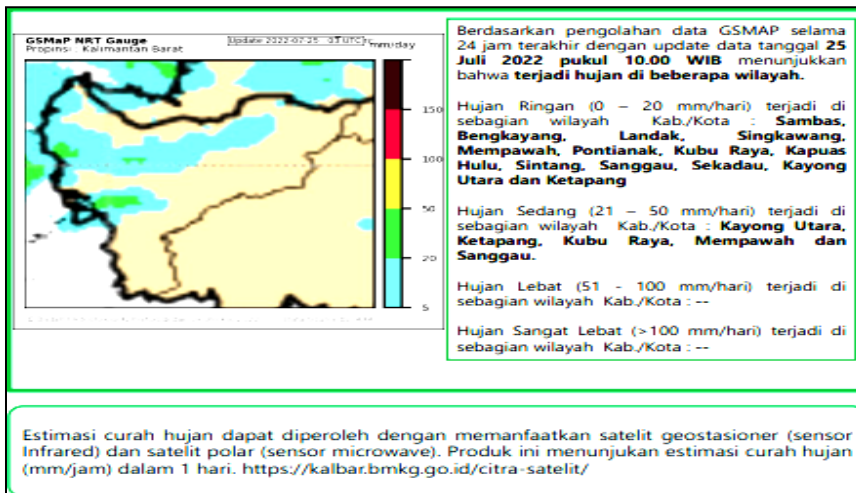 GSMaP NRT Gauge
Propinsi : Kalimantan Barat
Update 2022-07-25 03 UTC
mm/day
150
100
50
20
5
Berdasarkan pengolahan data GSMAP selama
24 jam terakhir dengan update data tanggal 25
Juli 2022 pukul 10.00 WIB menunjukkan
bahwa terjadi hujan di beberapa wilayah.
Hujan Ringan (0 – 20 mm/hari) terjadi di
sebagian wilayah Kab./Kota : Sambas,
Bengkayang, Landak, Singkawang,
Mempawah, Pontianak, Kubu Raya, Kapuas
Hulu, Sintang, Sanggau, Sekadau, Kayong
Utara dan Ketapang
Hujan Sedang (21 – 50 mm/hari) terjadi di
sebagian wilayah Kab./Kota : Kayong Utara,
Ketapang, Kubu Raya, Mempawah dan
Sanggau.
Hujan Lebat (51 - 100 mm/hari) terjadi di
sebagian wilayah Kab./Kota : --
Hujan Sangat Lebat (>100 mm/hari) terjadi di
sebagian wilayah Kab./Kota : --
Estimasi curah hujan dapat diperoleh dengan memanfaatkan satelit geostasioner (sensor
Infrared) dan satelit polar (sensor microwave). Produk ini menunjukan estimasi curah hujan
(mm/jam) dalam 1 hari. https://kalbar.bmkg.go.id/citra-satelit/